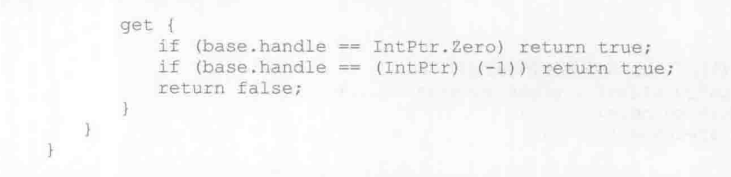 get {
if (base.handle == IntPtr.Zero) return true;
if (base.handle == (IntPtr) (-1)) return true;
return false;
}
}
}